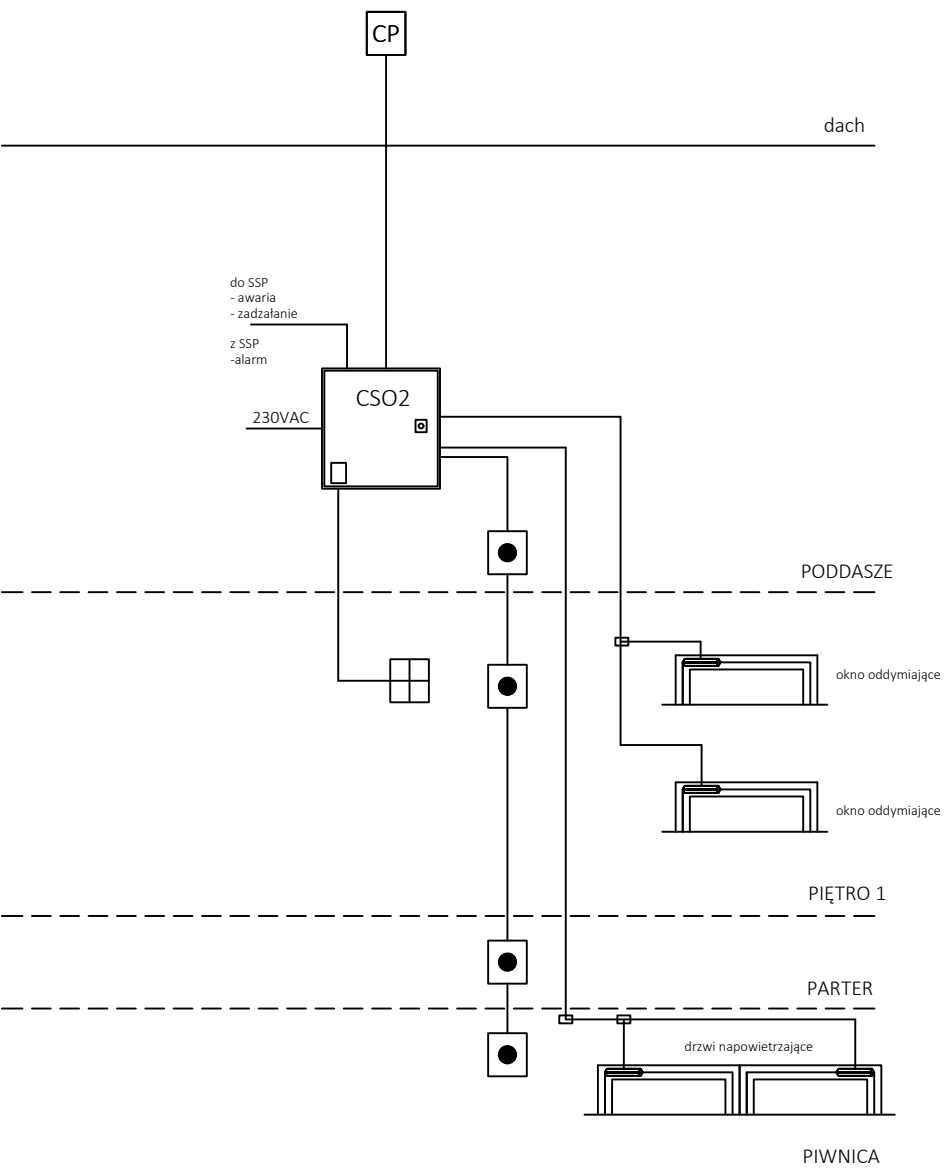 CP
dach
do SSP
- awaria
- zadzałanie
z SSP
-alarm
CSO2
230VAC
PODDASZE
okno oddymiające
okno oddymiające
PIĘTRO 1
PARTER
drzwi napowietrzające
PIWNICA